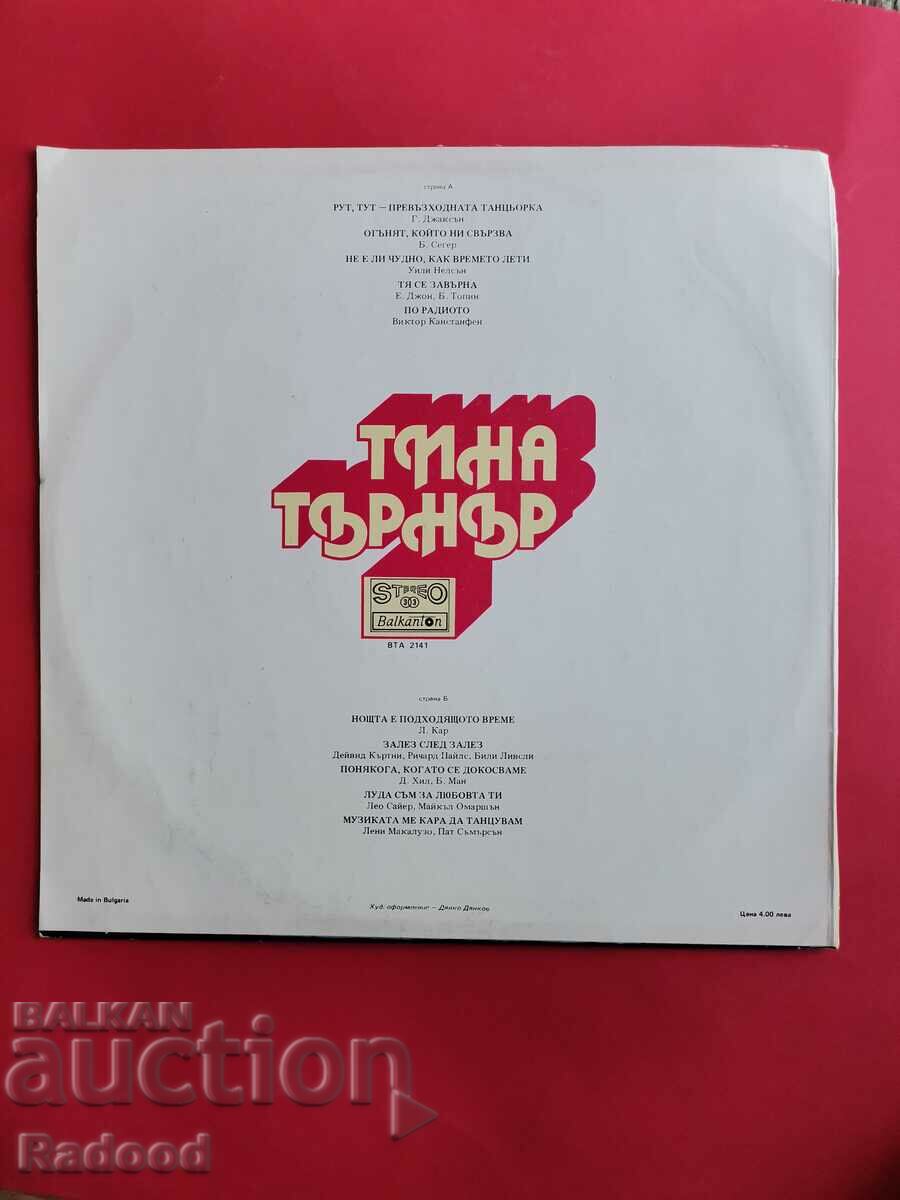 страна А
РУТ, ТУТ – ПРЕВЪЗХОДНАТА ТАНЦЬОРКА
Г. Джаксън
ОГЪНЯТ, КОЙТО НИ СВЪРЗВА
Б. Сегер
НЕ Е ЛИ ЧУДНО, КАК ВРЕМЕТО ЛЕТИ
Уили Нелсън
ТЯ СЕ ЗАВЪРНА
Е. Джон, Б. Топин
ПО РАДИОТО
Виктор Канстанфен
ТИНА
ТЪРНЪР
STEREO
33
Balkanton
ВТА 2141
страна Б
НОЩТА Е ПОДХОДЯЩОТО ВРЕМЕ
Л. Кар
ЗАЛЕЗ СЛЕД ЗАЛЕЗ
Дейвид Къртни, Ричард Пайлс, Били Ливсли
ПОНЯКОГА, КОГАТО СЕ ДОКОСВАМЕ
Д. Хил, Б. Ман
ЛУДА СЪМ ЗА ЛЮБОВТА ТИ
Лео Сайер, Майкъл Омаршън
МУЗИКАТА МЕ КАРА ДА ТАНЦУВАМ
Лени Макалузо, Пат Съмърсън
Made in Bulgaria
Худ. оформление – Дянко Дянков
Цена 4.00 лева
BALKAN
auction
Radood